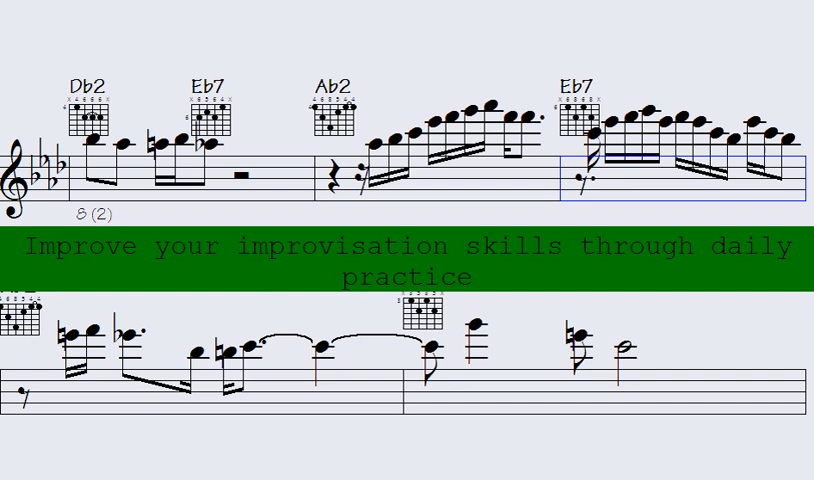 Db2 Eb7 Ab2 Eb7
8 (2)
Improve your improvisation skills through daily
practice